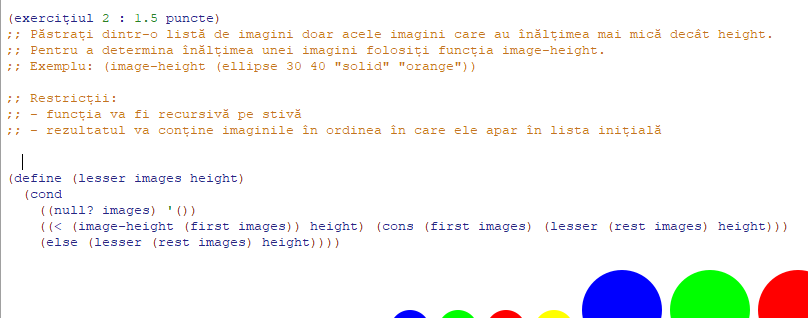 (exercițiul 2 : 1.5 puncte)
;; Păstrați dintr-o listă de imagini doar acele imagini care au înălțimea mai mică decât height.
;; Pentru a determina înălțimea unei imagini folosiți funcția image-height.
;; Exemplu: (image-height (ellipse 30 40 "solid" "orange"))
;; Restricții:
;; - funcția va fi recursivă pe stivă
;; - rezultatul va conține imaginile în ordinea în care ele apar în lista inițială
(define (lesser images height)
(cond
((null? images) '())
((< (image-height (first images)) height) (cons (first images) (lesser (rest images) height)))
(else (lesser (rest images) height))))